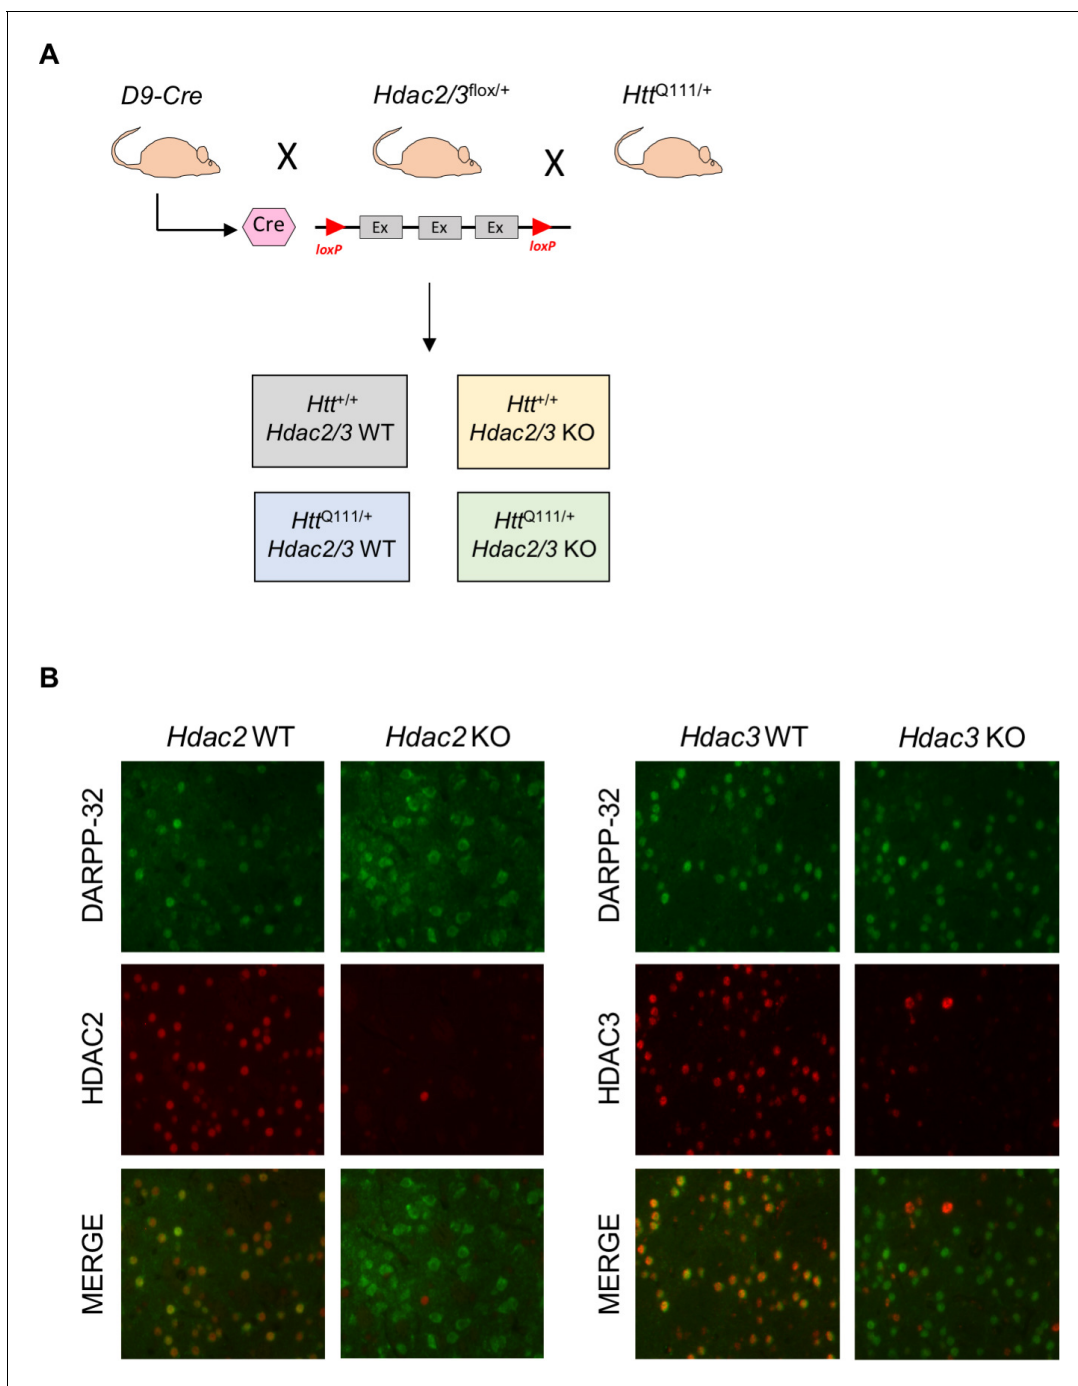 A
D9-Cre
Hdac2/3flox/+
HttQ111/+
X
X
Cre
Ex
Ex
Ex
loxP
loxP
Htt+/+
Hdac2/3 WT
Htt+/+
Hdac2/3 KO
HttQ111/+
Hdac2/3 WT
HttQ111/+
Hdac2/3 KO
B
Hdac2 WT
Hdac2 KO
Hdac3 WT
Hdac3 KO
DARPP-32
DARPP-32
HDAC2
HDAC3
MERGE
MERGE